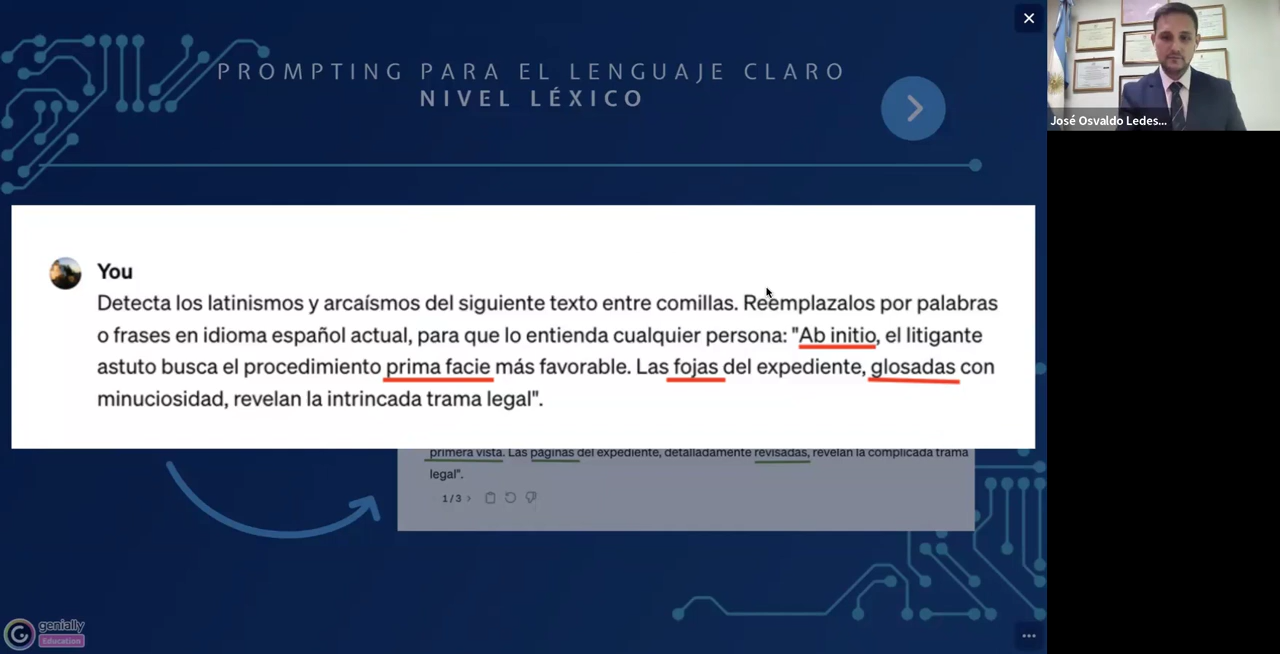 PROMPTING PARA EL LENGUAJE CLARO
NIVEL LÉXICO
José Osvaldo Ledes...
You
Detecta los latinismos y arcaísmos del siguiente texto entre comillas. Reemplazalos por palabras
o frases en idioma español actual, para que lo entienda cualquier persona: "Ab initio, el litigante
astuto busca el procedimiento prima facie más favorable. Las fojas del expediente, glosadas con
minuciosidad, revelan la intrincada trama legal".
primera vista. Las páginas del expediente, detalladamente revisadas, revelan la complicada trama
legal".
1 / 3
genially
Education